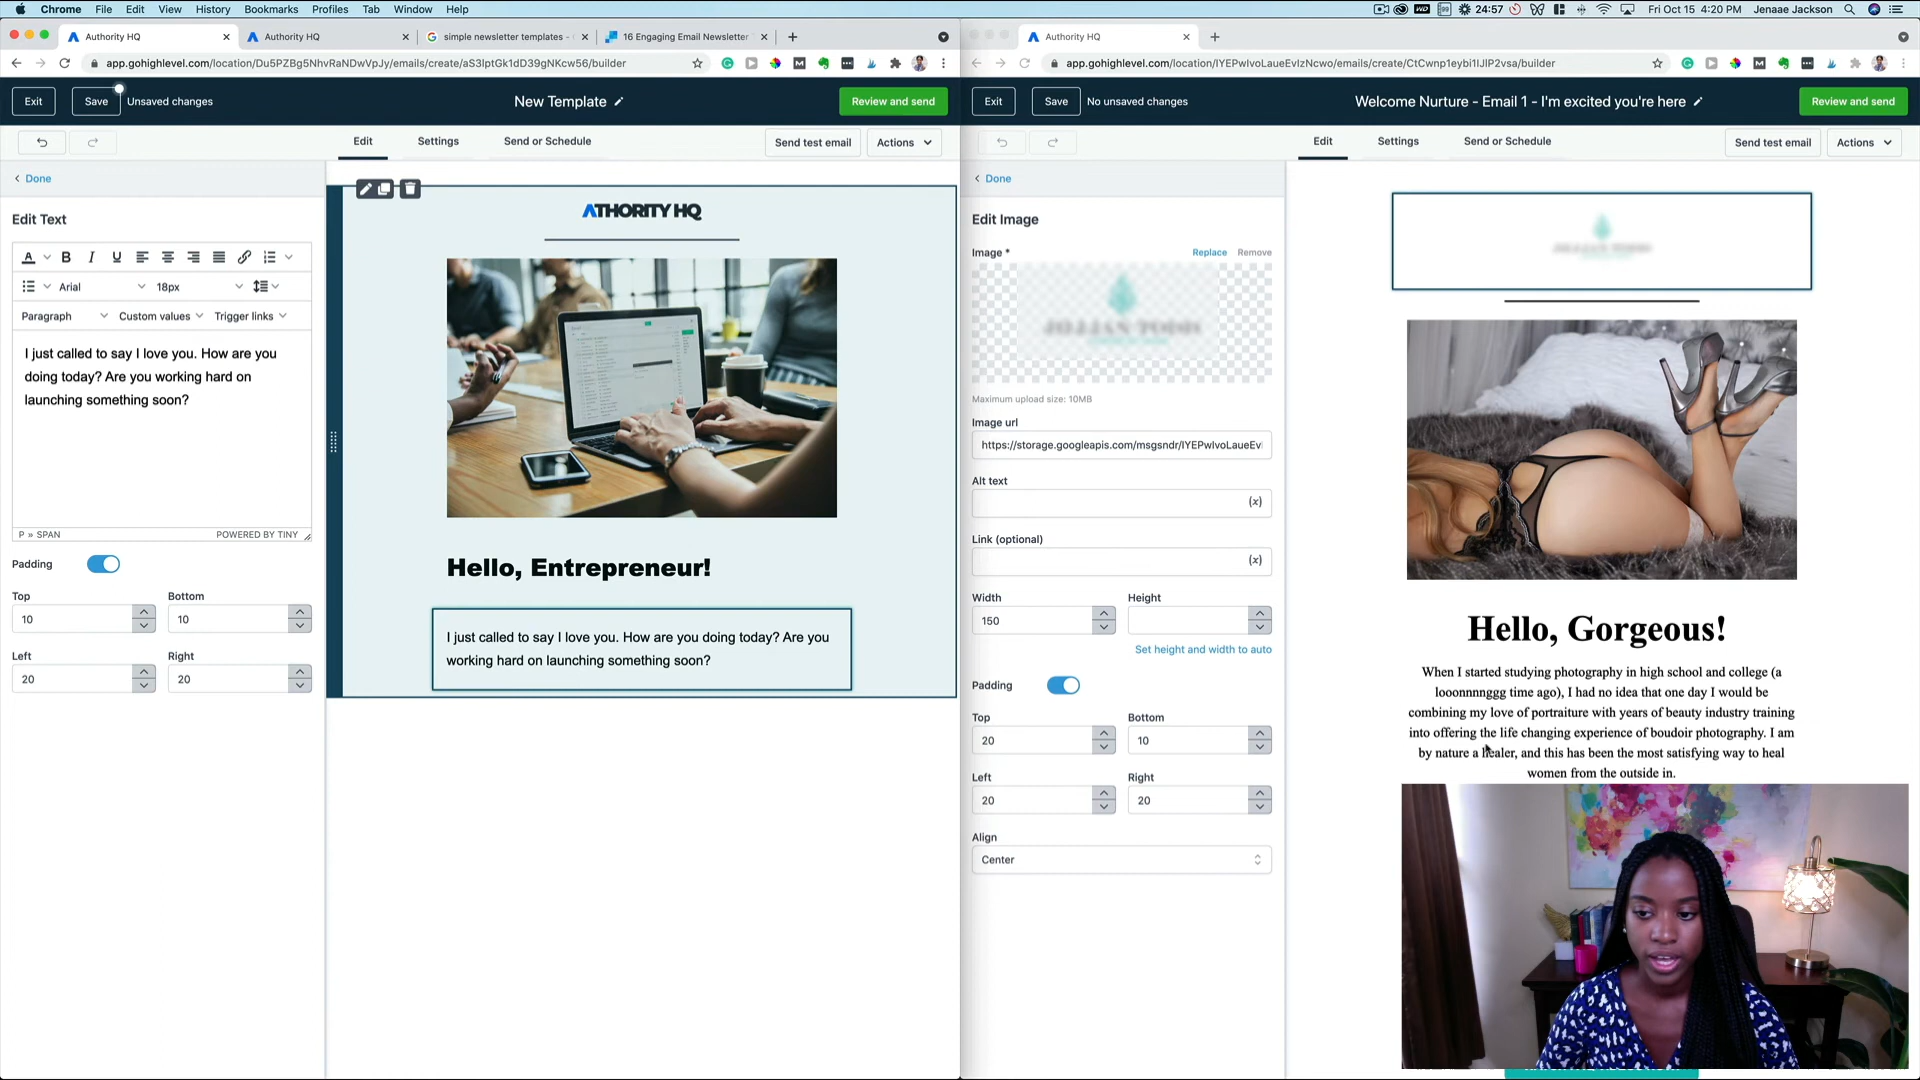 Chrome File Edit View History Bookmarks Profiles Tab Window Help
24:57 Fri Oct 15 4:20 PM Jenaae Jackson
Authority HQ
Authority HQ
simple newsletter templates -
16 Engaging Email Newsletter
app.gohighlevel.com/location/Du5PZBg5NhvRaNDwVpJy/emails/create/aS3lptGk1dD39gNKcw56/builder
Exit
Save
Unsaved changes
New Template
Review and send
Edit
Settings
Send or Schedule
Send test email
Actions
Done
Edit Text
Arial
18px
Paragraph
Custom values
Trigger links
I just called to say I love you. How are you
doing today? Are you working hard on
launching something soon?
P » SPAN
POWERED BY TINY
Padding
Top
Bottom
10
10
Left
Right
20
20
ATHORITY HQ
Hello, Entrepreneur!
I just called to say I love you. How are you doing today? Are you
working hard on launching something soon?
Authority HQ
app.gohighlevel.com/location/IYEPwIvoLaueEvIzNcwo/emails/create/CtCwnp1eybi1IJIP2vsa/builder
Exit
Save
No unsaved changes
Welcome Nurture - Email 1 - I'm excited you're here
Review and send
Edit
Settings
Send or Schedule
Send test email
Actions
Done
Edit Image
Image *
Replace
Remove
Maximum upload size: 10MB
Image url
https://storage.googleapis.com/msgsndr/IYEPwIvoLaueEv
Alt text
(x)
Link (optional)
(x)
Width
Height
150
Set height and width to auto
Padding
Top
Bottom
20
10
Left
Right
20
20
Align
Center
Hello, Gorgeous!
When I started studying photography in high school and college (a
looonnnnggg time ago), I had no idea that one day I would be
combining my love of portraiture with years of beauty industry training
into offering the life changing experience of boudoir photography. I am
by nature a healer, and this has been the most satisfying way to heal
women from the outside in.